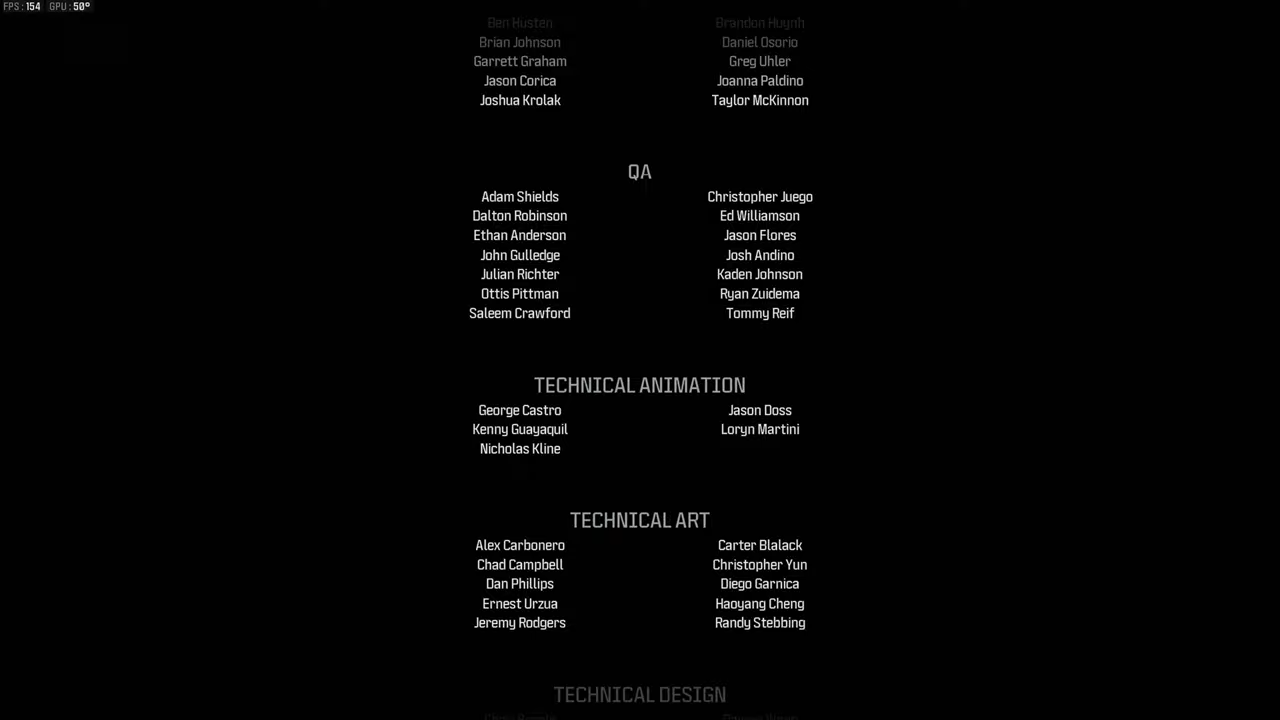 FPS: 154 GPU: 50°
Ben Husten Brandon Huynh
Brian Johnson Daniel Osorio
Garrett Graham Greg Uhler
Jason Corica Joanna Paldino
Joshua Krolak Taylor McKinnon
QA
Adam Shields Christopher Juego
Dalton Robinson Ed Williamson
Ethan Anderson Jason Flores
John Gulledge Josh Andino
Julian Richter Kaden Johnson
Ottis Pittman Ryan Zuidema
Saleem Crawford Tommy Reif
TECHNICAL ANIMATION
George Castro Jason Doss
Kenny Guayaquil Loryn Martini
Nicholas Kline
TECHNICAL ART
Alex Carbonero Carter Blalack
Chad Campbell Christopher Yun
Dan Phillips Diego Garnica
Ernest Urzua Haoyang Cheng
Jeremy Rodgers Randy Stebbing
TECHNICAL DESIGN